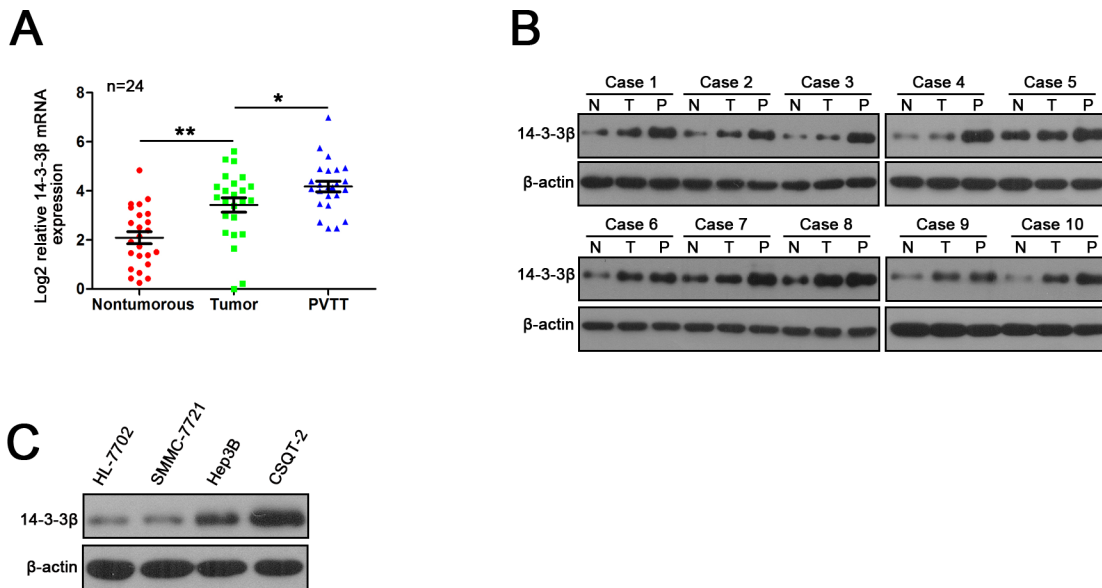 A
n=24
Log2 relative 14-3-3β mRNA
expression
8
6
4
2
0
**
*
Nontumorous Tumor PVTT
B
Case 1 Case 2 Case 3 Case 4 Case 5
N T P N T P N T P N T P N T P
14-3-3β
β-actin
Case 6 Case 7 Case 8 Case 9 Case 10
N T P N T P N T P N T P N T P
14-3-3β
β-actin
C
HL-7702 SMMC-7721 Hep3B CSQT-2
14-3-3β
β-actin